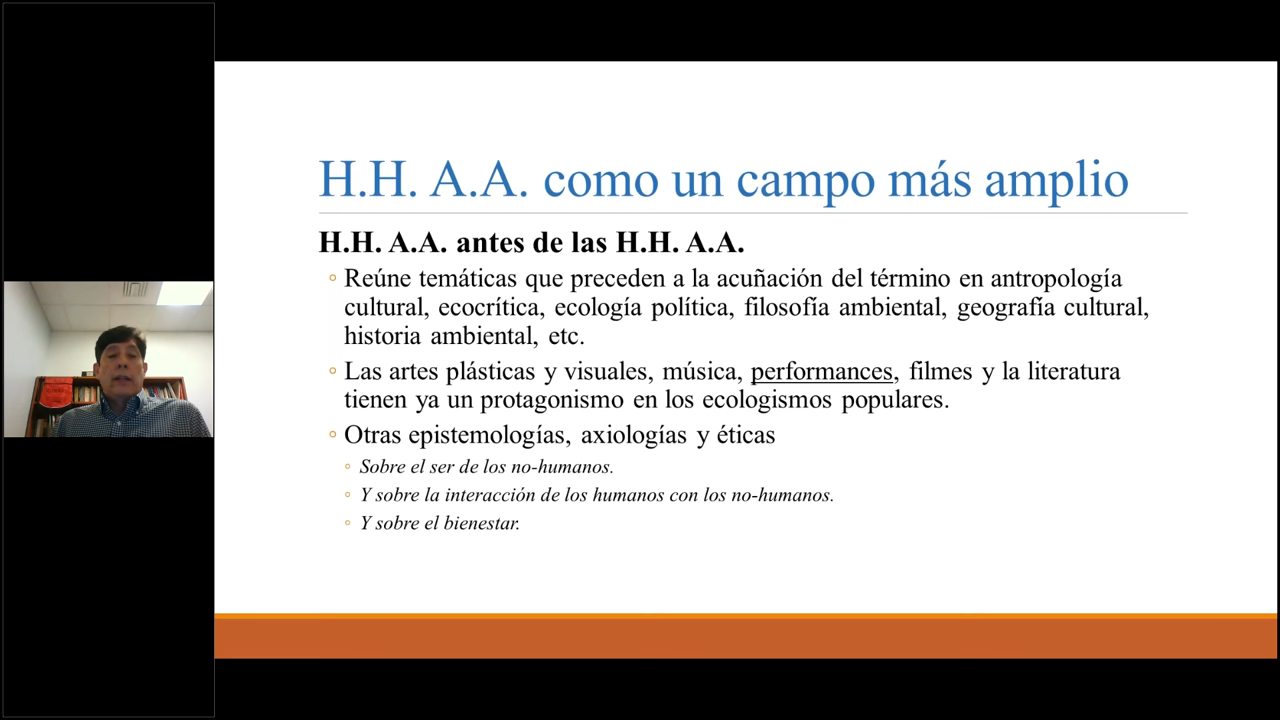 H.H. A.A. como un campo más amplio
H.H. A.A. antes de las H.H. A.A.
◦ Reúne temáticas que preceden a la acuñación del término en antropología
cultural, ecocrítica, ecología política, filosofía ambiental, geografía cultural,
historia ambiental, etc.
◦ Las artes plásticas y visuales, música, performances, filmes y la literatura
tienen ya un protagonismo en los ecologismos populares.
◦ Otras epistemologías, axiologías y éticas
◦ Sobre el ser de los no-humanos.
◦ Y sobre la interacción de los humanos con los no-humanos.
◦ Y sobre el bienestar.